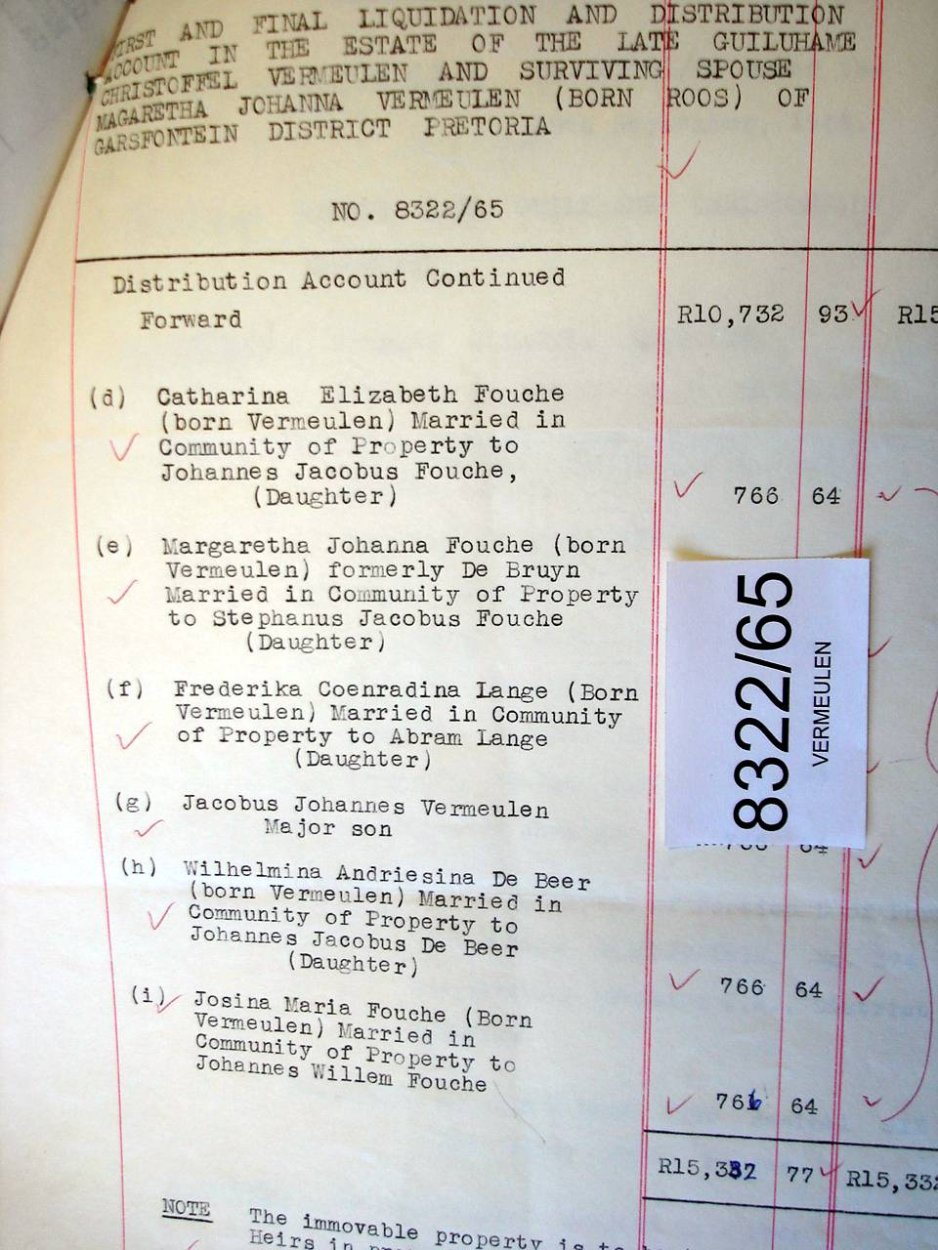 FIRST AND FINAL LIQUIDATION AND DISTRIBUTION
ACCOUNT IN THE ESTATE OF THE LATE GUILUHAME
CHRISTOFFEL VERMEULEN AND SURVIVING SPOUSE
MAGARETHA JOHANNA VERMEULEN (BORN ROOS) OF
GARSFONTEIN DISTRICT PRETORIA
NO. 8322/65
Distribution Account Continued
Forward R10,732 93 R15
(d) Catharina Elizabeth Fouche
(born Vermeulen) Married in
Community of Property to
Johannes Jacobus Fouche,
(Daughter) 766 64
(e) Margaretha Johanna Fouche (born
Vermeulen) formerly De Bruyn
Married in Community of Property
to Stephanus Jacobus Fouche
(Daughter)
(f) Frederika Coenradina Lange (Born
Vermeulen) Married in Community
of Property to Abram Lange
(Daughter)
8322/65
VERMEULEN
(g) Jacobus Johannes Vermeulen
Major son 766 64
(h) Wilhelmina Andriesina De Beer
(born Vermeulen) Married in
Community of Property to
Johannes Jacobus De Beer
(Daughter) 766 64
(i) Josina Maria Fouche (Born
Vermeulen) Married in
Community of Property to
Johannes Willem Fouche
766 64
R15,332 77 R15,332
NOTE The immovable property is to
Heirs in